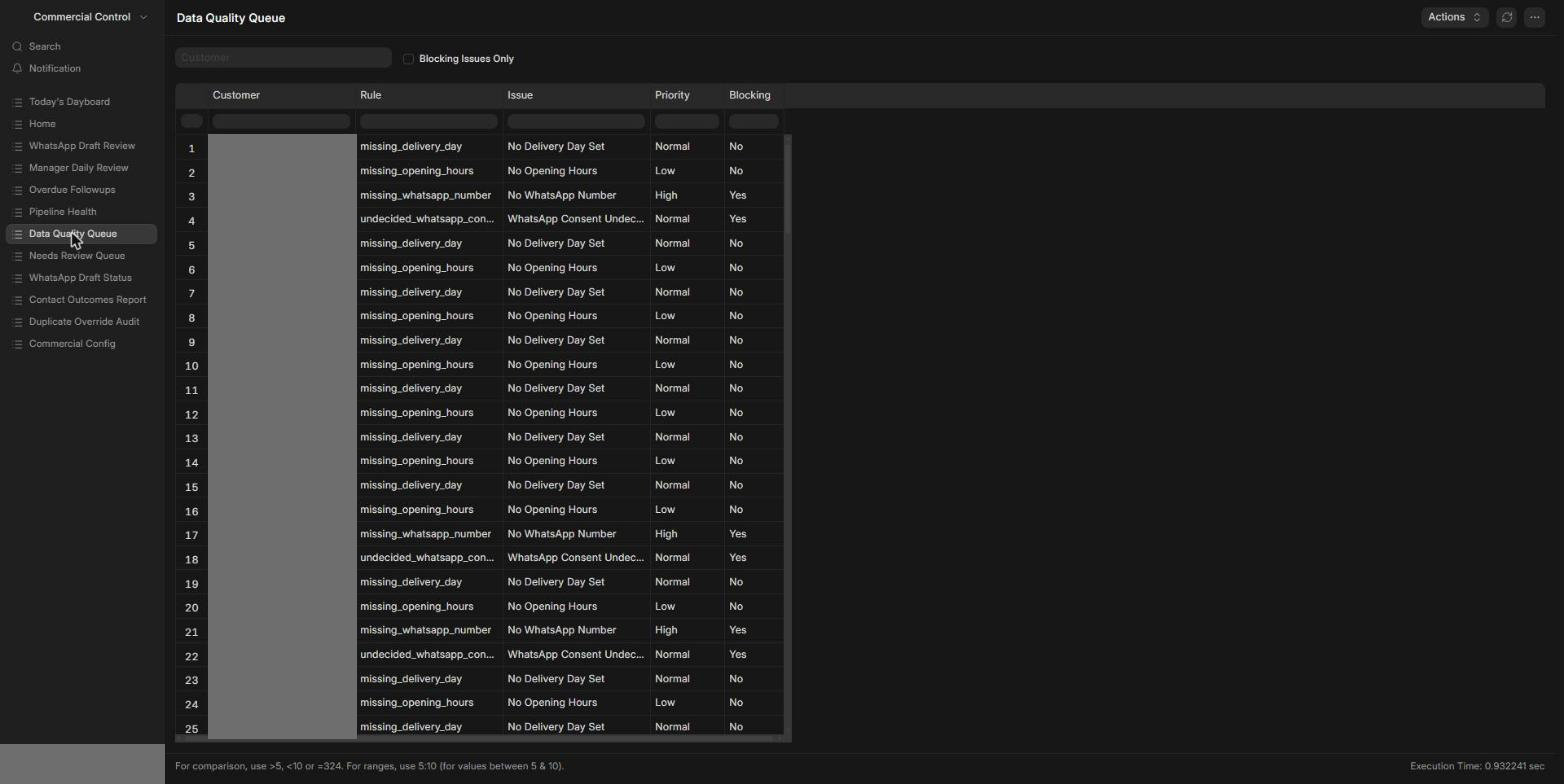 Commercial Control
Search
Notification
Today's Dayboard
Home
WhatsApp Draft Review
Manager Daily Review
Overdue Followups
Pipeline Health
Data Quality Queue
Needs Review Queue
WhatsApp Draft Status
Contact Outcomes Report
Duplicate Override Audit
Commercial Config
Data Quality Queue
Actions
Customer
Blocking Issues Only
Customer Rule Issue Priority Blocking
1 missing_delivery_day No Delivery Day Set Normal No
2 missing_opening_hours No Opening Hours Low No
3 missing_whatsapp_number No WhatsApp Number High Yes
4 undecided_whatsapp_con... WhatsApp Consent Undec... Normal Yes
5 missing_delivery_day No Delivery Day Set Normal No
6 missing_opening_hours No Opening Hours Low No
7 missing_delivery_day No Delivery Day Set Normal No
8 missing_opening_hours No Opening Hours Low No
9 missing_delivery_day No Delivery Day Set Normal No
10 missing_opening_hours No Opening Hours Low No
11 missing_delivery_day No Delivery Day Set Normal No
12 missing_opening_hours No Opening Hours Low No
13 missing_delivery_day No Delivery Day Set Normal No
14 missing_opening_hours No Opening Hours Low No
15 missing_delivery_day No Delivery Day Set Normal No
16 missing_opening_hours No Opening Hours Low No
17 missing_whatsapp_number No WhatsApp Number High Yes
18 undecided_whatsapp_con... WhatsApp Consent Undec... Normal Yes
19 missing_delivery_day No Delivery Day Set Normal No
20 missing_opening_hours No Opening Hours Low No
21 missing_whatsapp_number No WhatsApp Number High Yes
22 undecided_whatsapp_con... WhatsApp Consent Undec... Normal Yes
23 missing_delivery_day No Delivery Day Set Normal No
24 missing_opening_hours No Opening Hours Low No
25 missing_delivery_day No Delivery Day Set Normal No
For comparison, use >5, <10 or =324. For ranges, use 5:10 (for values between 5 & 10).
Execution Time: 0.932241 sec